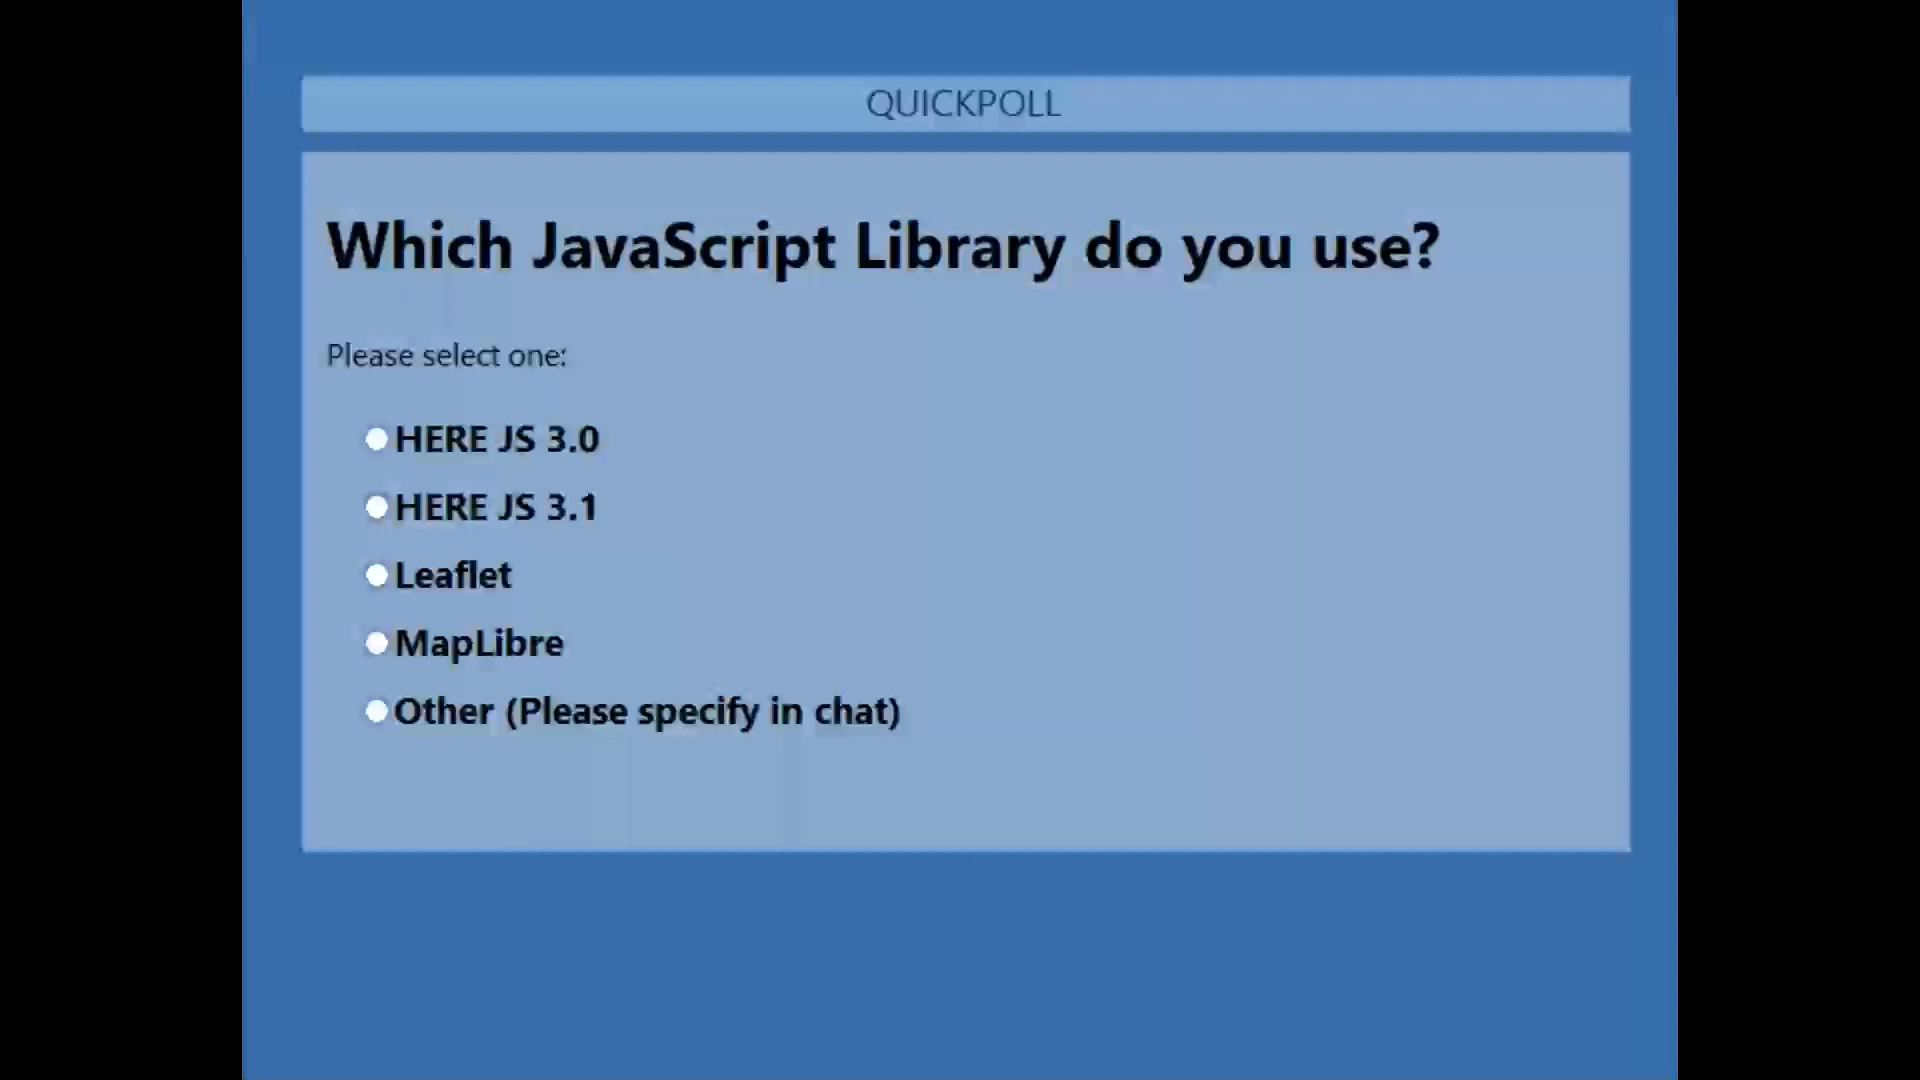 QUICKPOLL
Which JavaScript Library do you use?
Please select one:
HERE JS 3.0
HERE JS 3.1
Leaflet
MapLibre
Other (Please specify in chat)